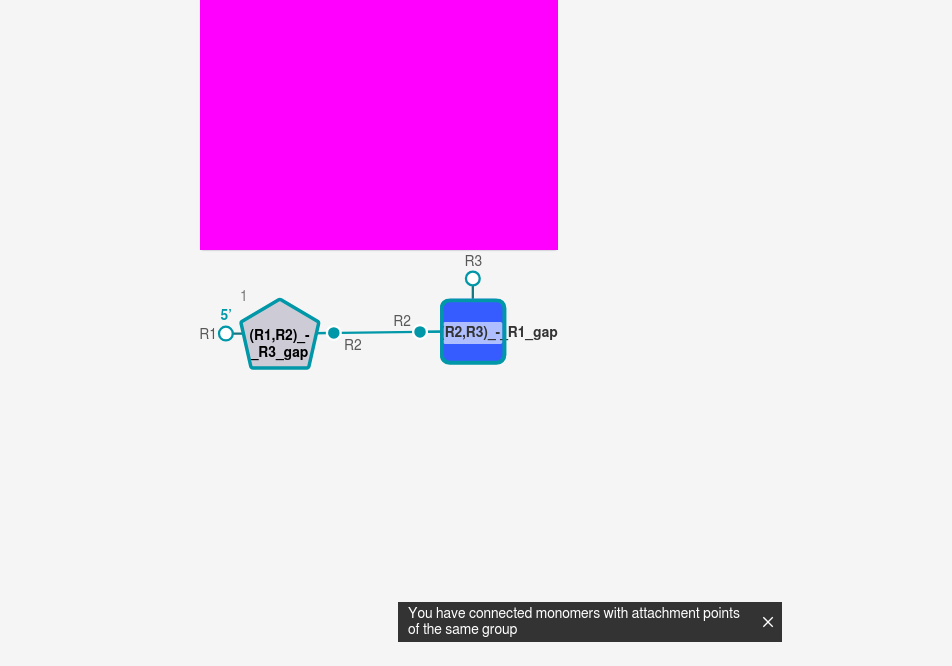 R3
1
5'
R1
(R1,R2)_-
_R3_gap
R2
R2
R2,R3)_-_R1_gap
You have connected monomers with attachment points
of the same group